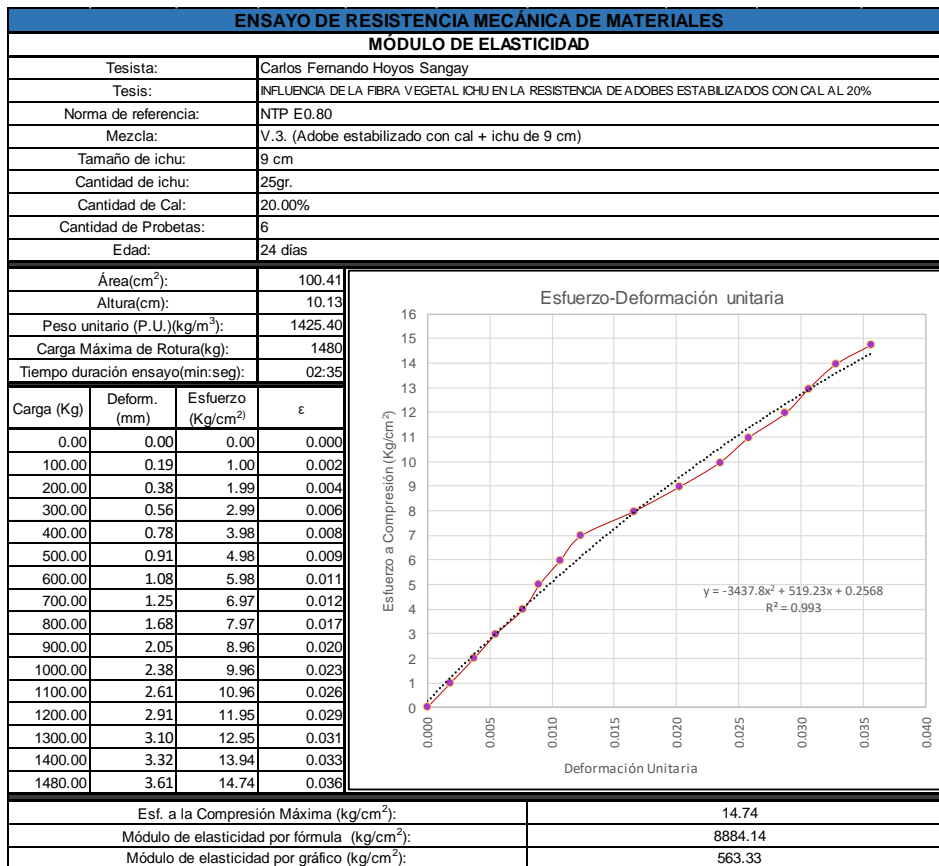 ENSAYO DE RESISTENCIA MECÁNICA DE MATERIALES
MÓDULO DE ELASTICIDAD
Tesista: Carlos Fernando Hoyos Sangay
Tesis: INFLUENCIA DE LA FIBRA VEGETAL ICHU EN LA RESISTENCIA DE ADOBES ESTABILIZADOS CON CAL AL 20%
Norma de referencia: NTP E0.80
Mezcla: V.3. (Adobe estabilizado con cal + ichu de 9 cm)
Tamaño de ichu: 9 cm
Cantidad de ichu: 25gr.
Cantidad de Cal: 20.00%
Cantidad de Probetas: 6
Edad: 24 días
Área(cm²): 100.41
Altura(cm): 10.13
Peso unitario (P.U.)(kg/m³): 1425.40
Carga Máxima de Rotura(kg): 1480
Tiempo duración ensayo(min:seg): 02:35
Carga (Kg) Deform. (mm) Esfuerzo (Kg/cm²) ε
0.00 0.00 0.00 0.000
100.00 0.19 1.00 0.002
200.00 0.38 1.99 0.004
300.00 0.56 2.99 0.006
400.00 0.78 3.98 0.008
500.00 0.91 4.98 0.009
600.00 1.08 5.98 0.011
700.00 1.25 6.97 0.012
800.00 1.68 7.97 0.017
900.00 2.05 8.96 0.020
1000.00 2.38 9.96 0.023
1100.00 2.61 10.96 0.026
1200.00 2.91 11.95 0.029
1300.00 3.10 12.95 0.031
1400.00 3.32 13.94 0.033
1480.00 3.61 14.74 0.036
Esfuerzo-Deformación unitaria
Esfuerzo a Compresión (Kg/cm²)
16
15
14
13
12
11
10
9
8
7
6
5
4
3
2
1
0
y = -3437.8x² + 519.23x + 0.2568
R² = 0.993
0.000 0.005 0.010 0.015 0.020 0.025 0.030 0.035 0.040
Deformación Unitaria
Esf. a la Compresión Máxima (kg/cm²): 14.74
Módulo de elasticidad por fórmula (kg/cm²): 8884.14
Módulo de elasticidad por gráfico (kg/cm²): 563.33